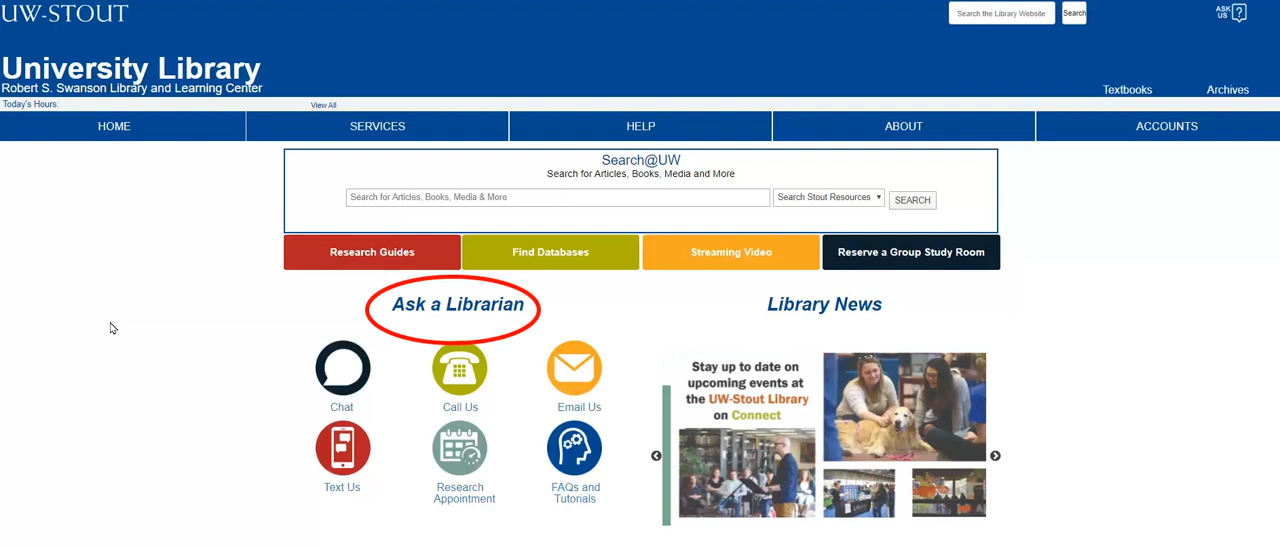 UW-STOUT
Search the Library Website
Search
ASK
US
University Library
Robert S. Swanson Library and Learning Center
Textbooks
Archives
Today's Hours:
View All
HOME
SERVICES
HELP
ABOUT
ACCOUNTS
Search@UW
Search for Articles, Books, Media and More
Search for Articles, Books, Media & More
Search Stout Resources
SEARCH
Research Guides
Find Databases
Streaming Video
Reserve a Group Study Room
Ask a Librarian
Library News
Chat
Call Us
Email Us
Text Us
Research
Appointment
FAQs and
Tutorials
Stay up to date on
upcoming events at
the UW-Stout Library
on Connect